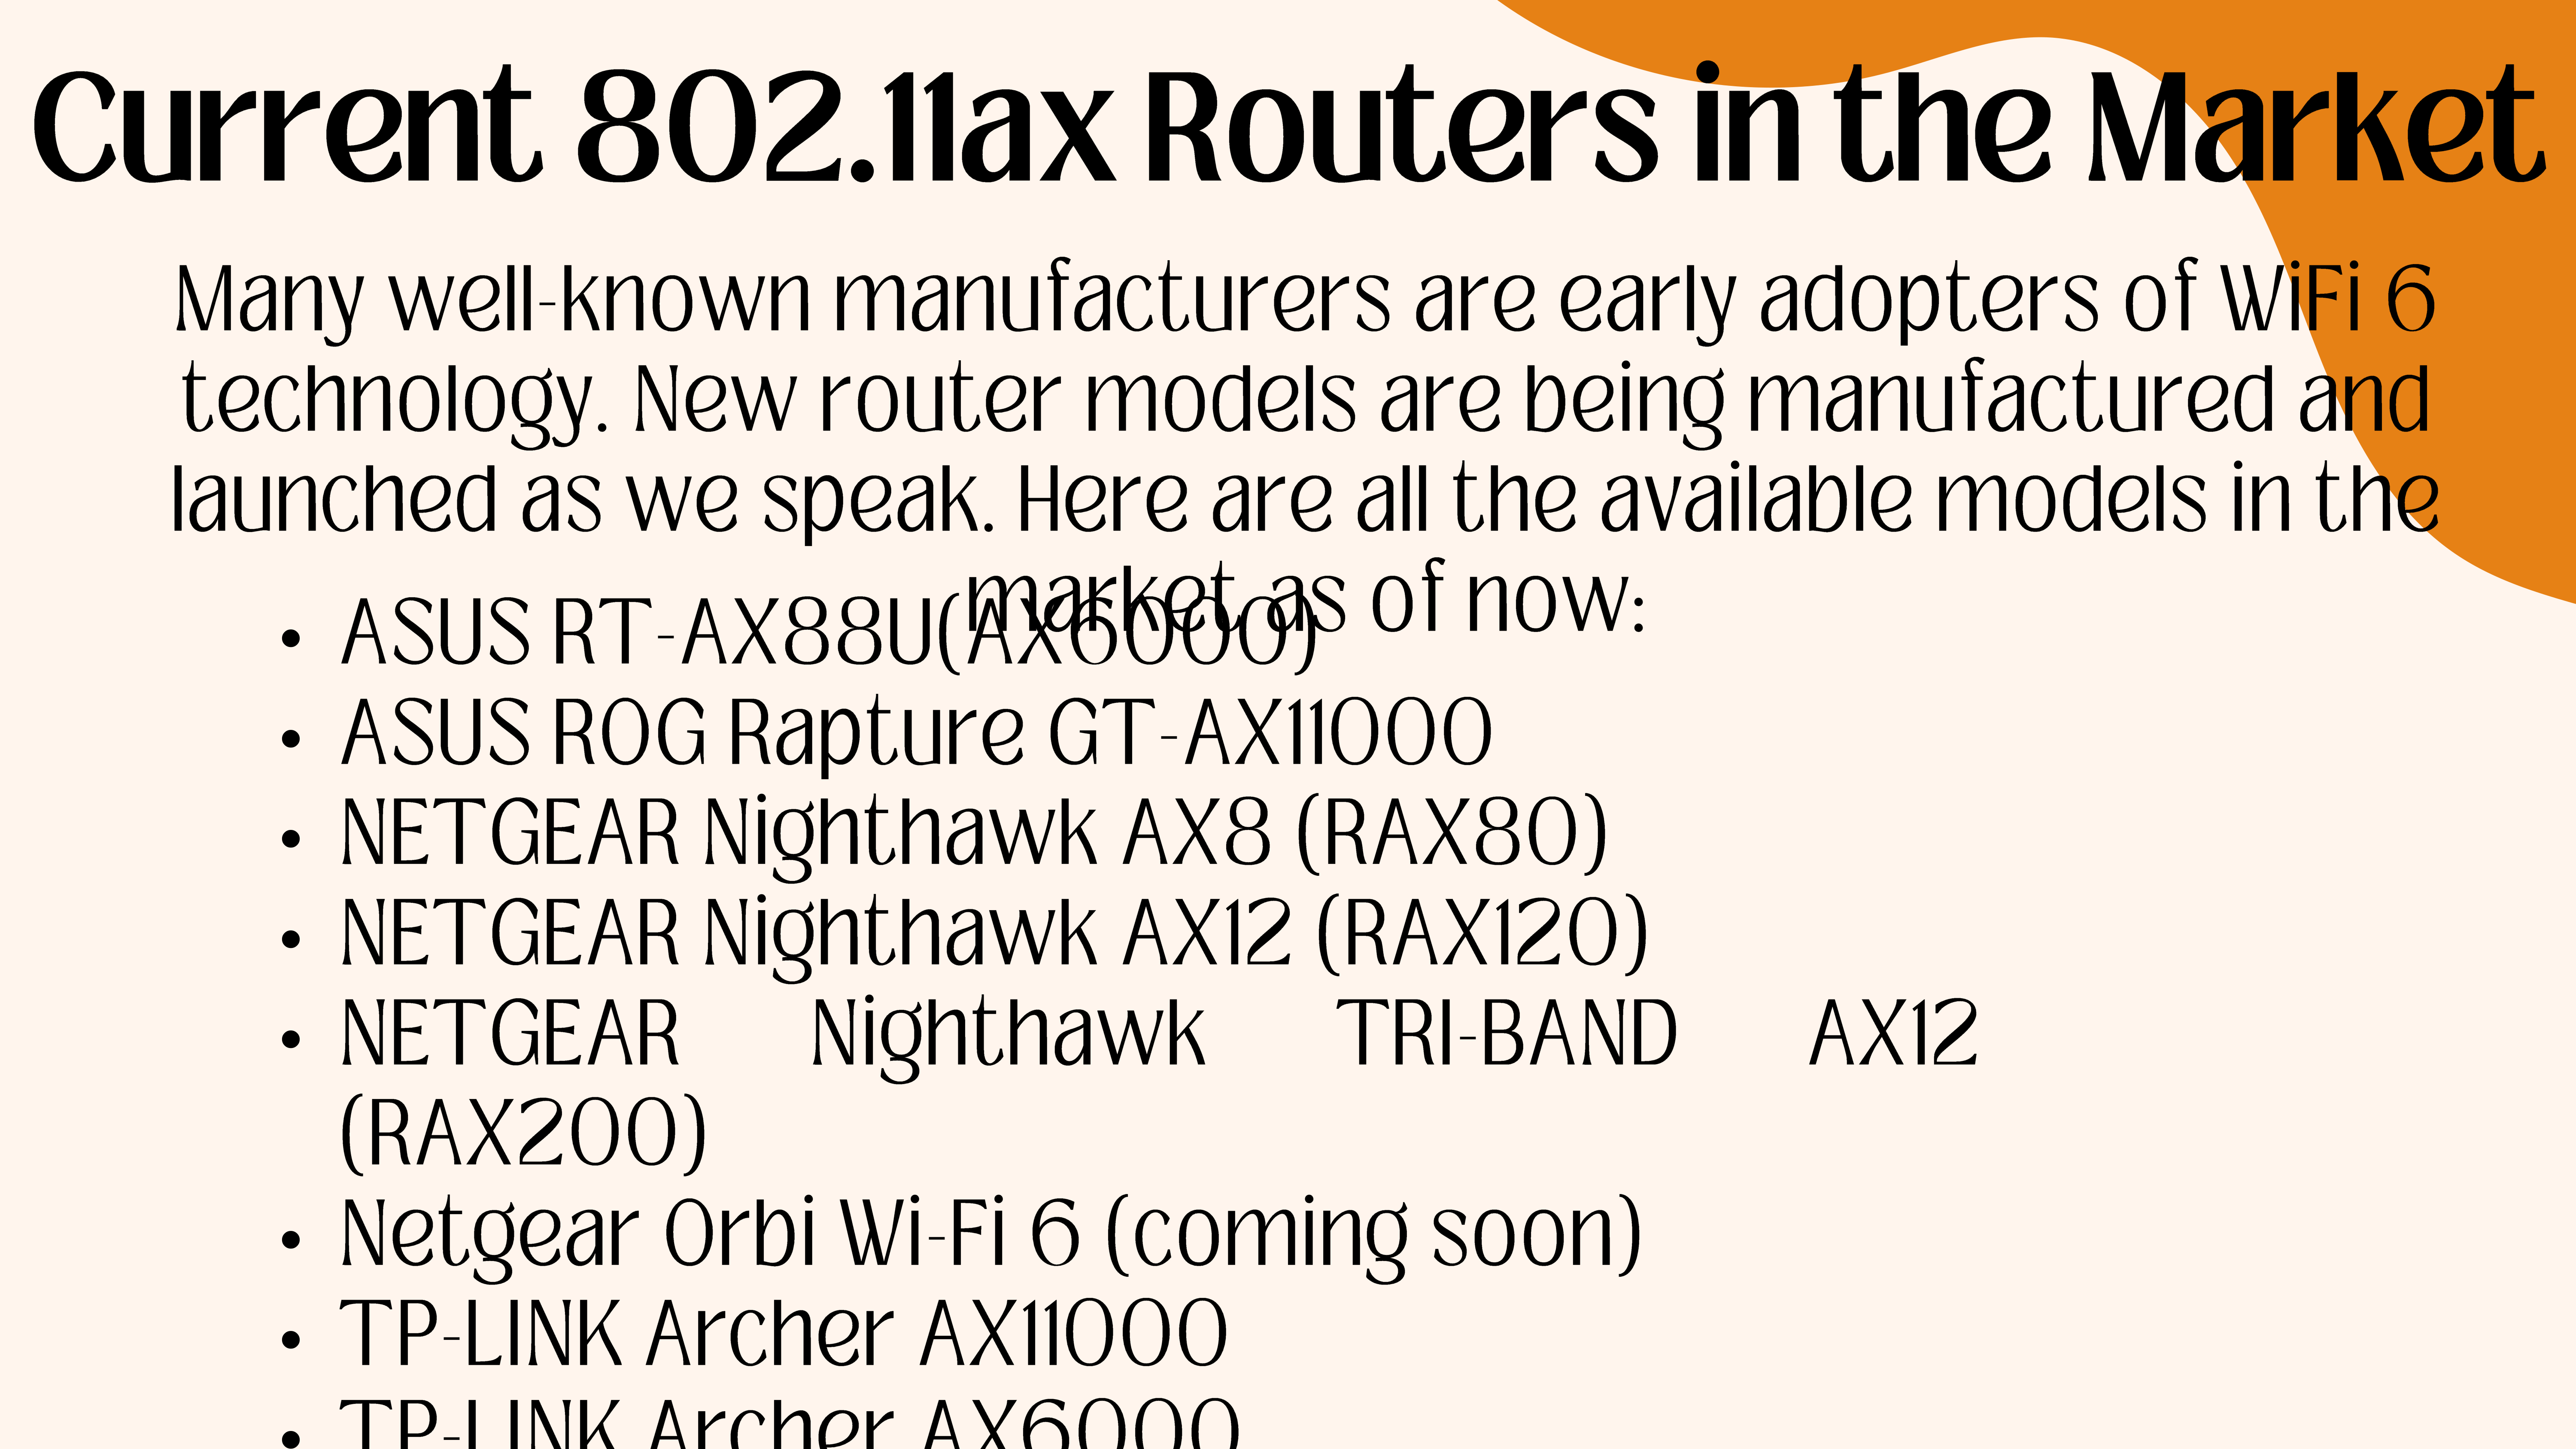 Current 802.11ax Routers in the Market
Many well-known manufacturers are early adopters of WiFi 6
technology. New router models are being manufactured and
launched as we speak. Here are all the available models in the
market as of now:
• ASUS RT-AX88U(AX6000)
• ASUS ROG Rapture GT-AX11000
• NETGEAR Nighthawk AX8 (RAX80)
• NETGEAR Nighthawk AX12 (RAX120)
• NETGEAR Nighthawk TRI-BAND AX12
(RAX200)
• Netgear Orbi Wi-Fi 6 (coming soon)
• TP-LINK Archer AX11000
• TP-LINK Archer AX6000